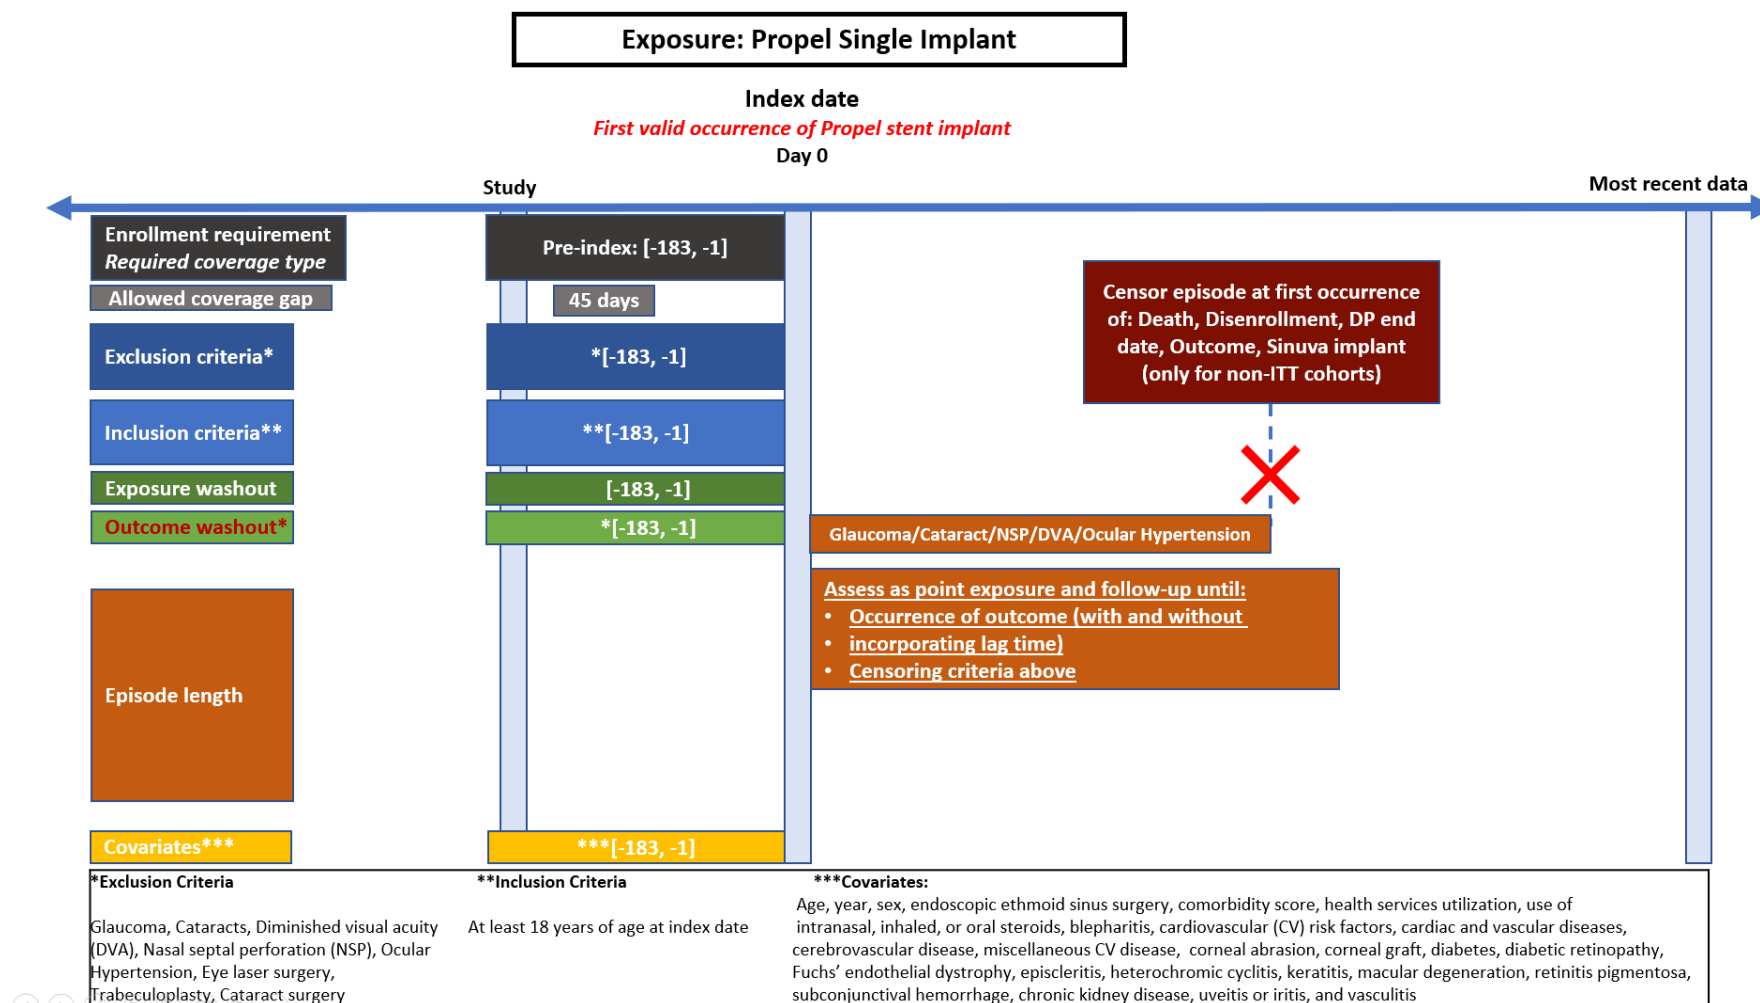 Exposure: Propel Single Implant
Index date
First valid occurrence of Propel stent implant
Day 0
Study
Most recent data
Enrollment requirement
Required coverage type
Pre-index: [-183, -1]
Allowed coverage gap
45 days
Censor episode at first occurrence
of: Death, Disenrollment, DP end
date, Outcome, Sinuva implant
(only for non-ITT cohorts)
Exclusion criteria*
*[-183, -1]
Inclusion criteria**
**[-183, -1]
Exposure washout
[-183, -1]
Outcome washout*
*[-183, -1]
Glaucoma/Cataract/NSP/DVA/Ocular Hypertension
Assess as point exposure and follow-up until:
• Occurrence of outcome (with and without
• incorporating lag time)
• Censoring criteria above
Episode length
Covariates***
***[-183, -1]
*Exclusion Criteria
Glaucoma, Cataracts, Diminished visual acuity
(DVA), Nasal septal perforation (NSP), Ocular
Hypertension, Eye laser surgery,
Trabeculoplasty, Cataract surgery
**Inclusion Criteria
At least 18 years of age at index date
***Covariates:
Age, year, sex, endoscopic ethmoid sinus surgery, comorbidity score, health services utilization, use of
intranasal, inhaled, or oral steroids, blepharitis, cardiovascular (CV) risk factors, cardiac and vascular diseases,
cerebrovascular disease, miscellaneous CV disease, corneal abrasion, corneal graft, diabetes, diabetic retinopathy,
Fuchs’ endothelial dystrophy, episcleritis, heterochromic cyclitis, keratitis, macular degeneration, retinitis pigmentosa,
subconjunctival hemorrhage, chronic kidney disease, uveitis or iritis, and vasculitis